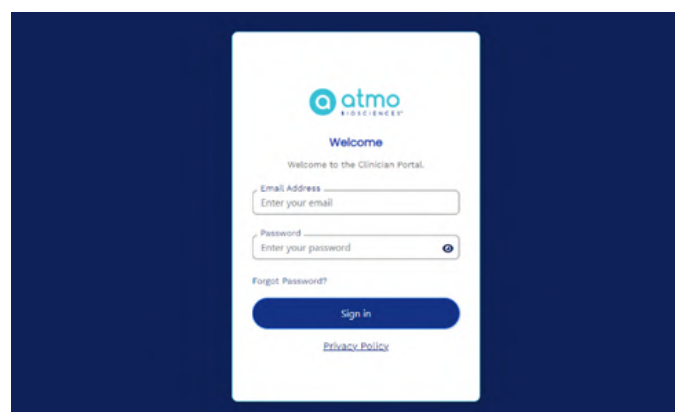 atmo
BIOSCIENCES
Welcome
Welcome to the Clinician Portal.
Email Address
Enter your email
Password
Enter your password
Forgot Password?
Sign in
Privacy Policy